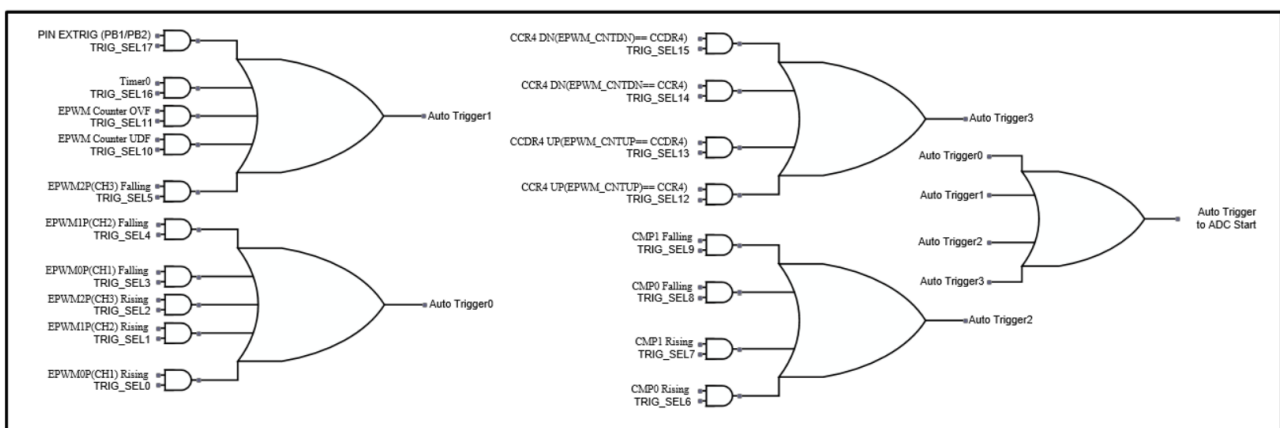 PIN EXTRIG (PB1/PB2)
TRIG_SEL17
Timer0
TRIG_SEL16
EPWM Counter OVF
TRIG_SEL11
EPWM Counter UDF
TRIG_SEL10
EPWM2P(CH3) Falling
TRIG_SEL5
Auto Trigger1
EPWM1P(CH2) Falling
TRIG_SEL4
EPWM0P(CH1) Falling
TRIG_SEL3
EPWM2P(CH3) Rising
TRIG_SEL2
EPWM1P(CH2) Rising
TRIG_SEL1
EPWM0P(CH1) Rising
TRIG_SEL0
Auto Trigger0
CCR4 DN(EPWM_CNTDN)== CCDR4)
TRIG_SEL15
CCR4 DN(EPWM_CNTDN== CCR4)
TRIG_SEL14
CCDR4 UP(EPWM_CNTUP== CCDR4)
TRIG_SEL13
CCR4 UP(EPWM_CNTUP)== CCR4)
TRIG_SEL12
Auto Trigger3
CMP1 Falling
TRIG_SEL9
CMP0 Falling
TRIG_SEL8
CMP1 Rising
TRIG_SEL7
CMP0 Rising
TRIG_SEL6
Auto Trigger2
Auto Trigger0
Auto Trigger1
Auto Trigger2
Auto Trigger3
Auto Trigger
to ADC Start